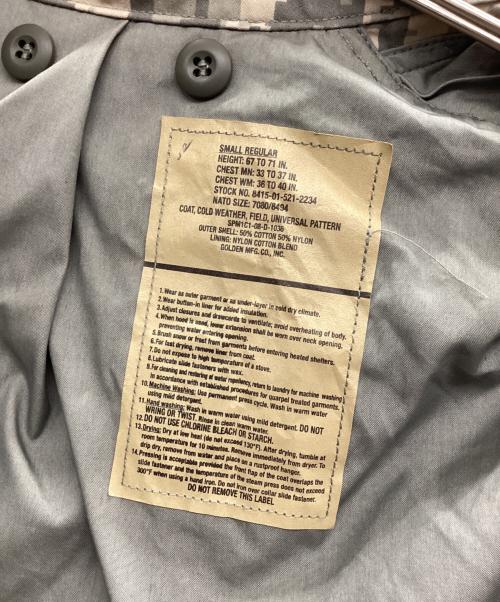 SMALL REGULAR
HEIGHT: 67 TO 71 IN.
CHEST MN: 33 TO 37 IN.
CHEST WM: 36 TO 40 IN.
STOCK NO. 8415-01-521-2234
NATO SIZE: 7080/8494
COAT, COLD WEATHER, FIELD, UNIVERSAL PATTERN
SPM1C1-08-D-1038
OUTER SHELL: 50% COTTON 50% NYLON
LINING: NYLON COTTON BLEND
GOLDEN MFG. CO., INC.
1. Wear as outer garment or as under-layer in cold dry climate.
2. Wear button-in liner for added insulation.
3. Adjust closures and drawcords to ventilate; avoid overheating of body.
4. When hood is used, lower extension shall be worn over neck opening,
preventing water entering opening.
5. Brush snow or frost from garments before entering heated shelters.
6. For fast drying, remove liner from coat.
7. Do not expose to high temperature of a stove.
8. Lubricate slide fasteners with wax.
9. For cleaning and renewing of water repellency, return to laundry for machine washing
in accordance with established procedures for quarpel treated garments.
10. Machine Washing: Use permanent press cycle. Wash in warm water
using mild detergent.
11. Hand Washing: Wash in warm water using mild detergent. DO NOT
WRING OR TWIST. Rinse in clean warm water.
12. DO NOT USE CHLORINE BLEACH OR STARCH.
13. Drying: Dry at low heat (do not exceed 130°F). After drying, tumble at
room temperature for 10 minutes. Remove immediately from dryer. To
drip dry, remove from water and place on a rustproof hanger.
14. Pressing is acceptable provided the front flap of the coat overlaps the
slide fastener and the temperature of the steam press does not exceed
300°F when using a hand iron. Do not iron over collar slide fastener.
DO NOT REMOVE THIS LABEL